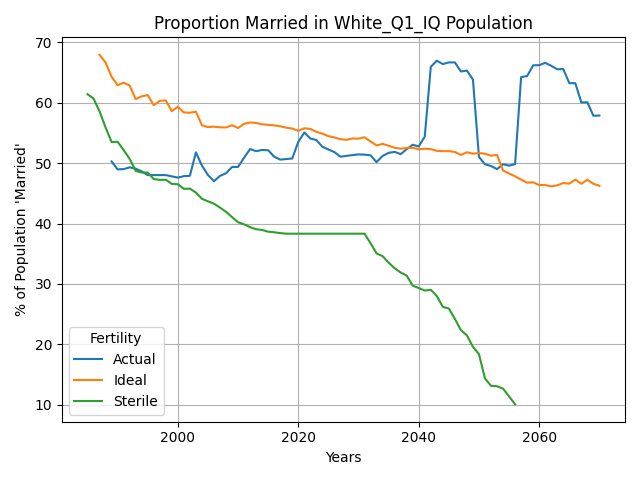 Proportion Married in White_Q1_IQ Population
% of Population 'Married'
70
60
50
40
30
20
10
Fertility
Actual
Ideal
Sterile
2000 2020 2040 2060
Years